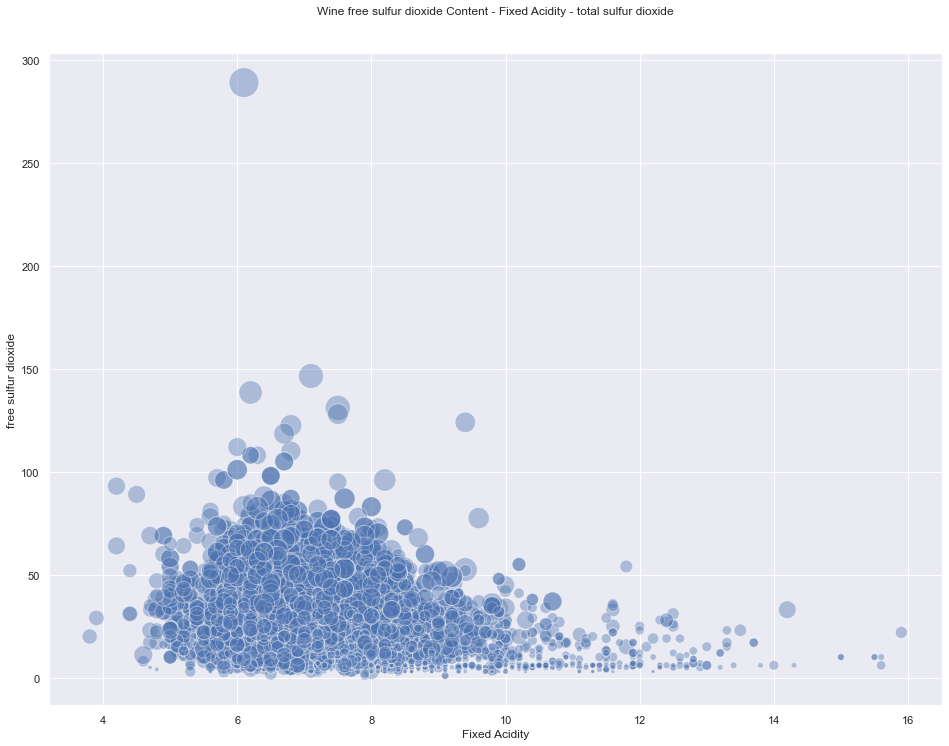 Wine free sulfur dioxide Content - Fixed Acidity - total sulfur dioxide
300
250
200
150
100
50
0
free sulfur dioxide
4 6 8 10 12 14 16
Fixed Acidity